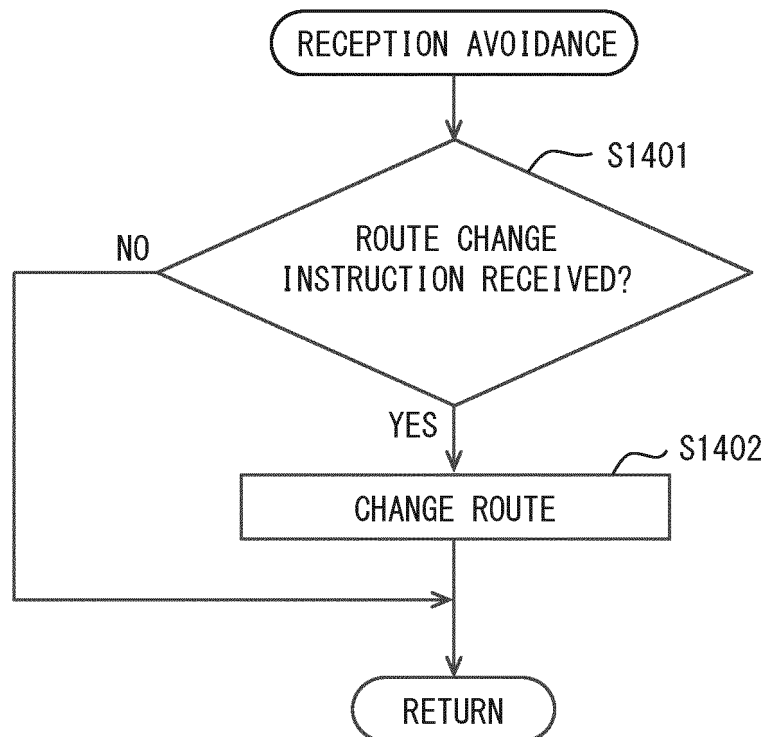 RECEPTION AVOIDANCE
S1401
ROUTE CHANGE
INSTRUCTION RECEIVED?
NO
YES
S1402
CHANGE ROUTE
RETURN